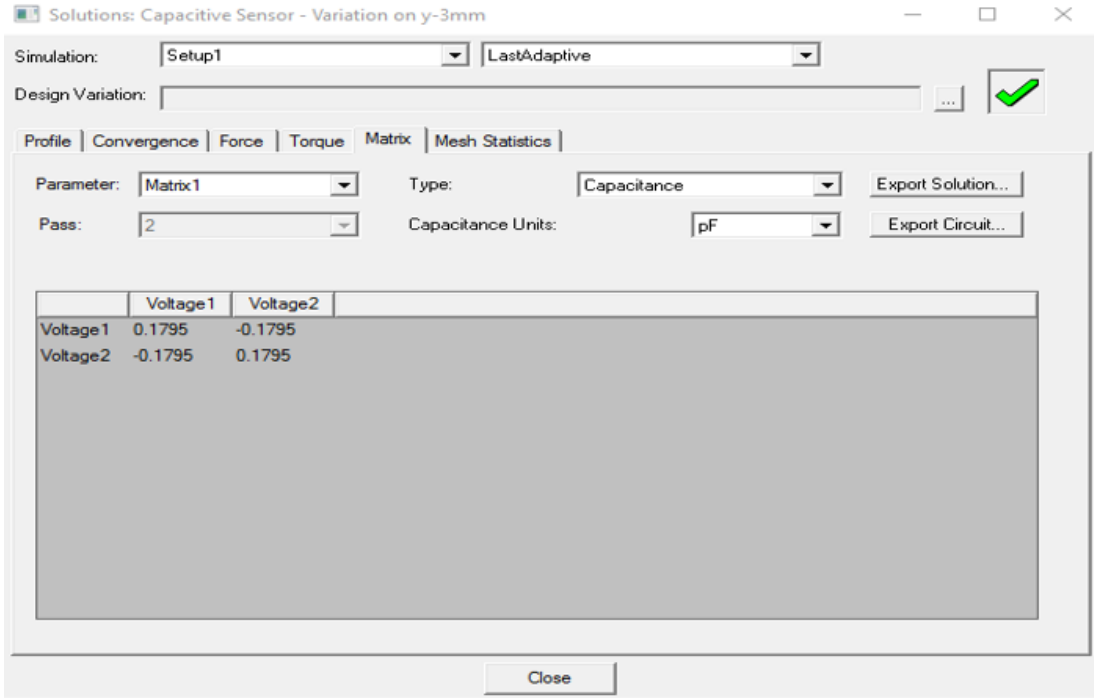 Solutions: Capacitive Sensor - Variation on y-3mm
Simulation: Setup1 LastAdaptive
Design Variation: ...
Profile Convergence Force Torque Matrix Mesh Statistics
Parameter: Matrix1 Type: Capacitance Export Solution...
Pass: 2 Capacitance Units: pF Export Circuit...
Voltage1 Voltage2
Voltage1 0.1795 -0.1795
Voltage2 -0.1795 0.1795
Close